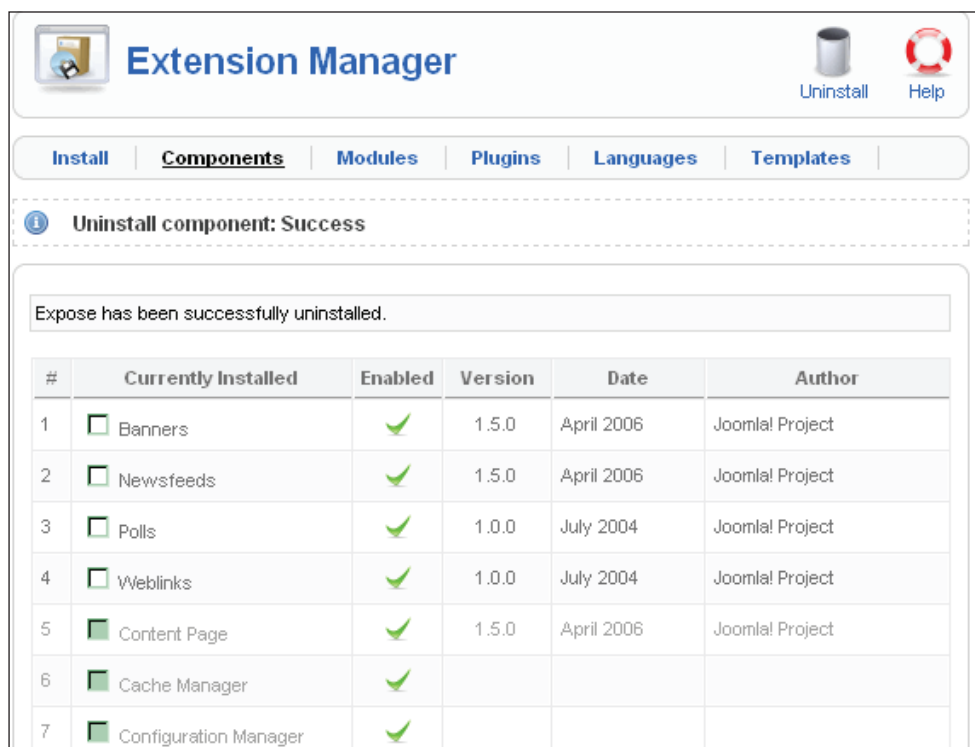 Extension Manager
Uninstall
Help
Install Components Modules Plugins Languages Templates
Uninstall component: Success
Expose has been successfully uninstalled.
# Currently Installed Enabled Version Date Author
1 Banners 1.5.0 April 2006 Joomla! Project
2 Newsfeeds 1.5.0 April 2006 Joomla! Project
3 Polls 1.0.0 July 2004 Joomla! Project
4 Weblinks 1.0.0 July 2004 Joomla! Project
5 Content Page 1.5.0 April 2006 Joomla! Project
6 Cache Manager
7 Configuration Manager